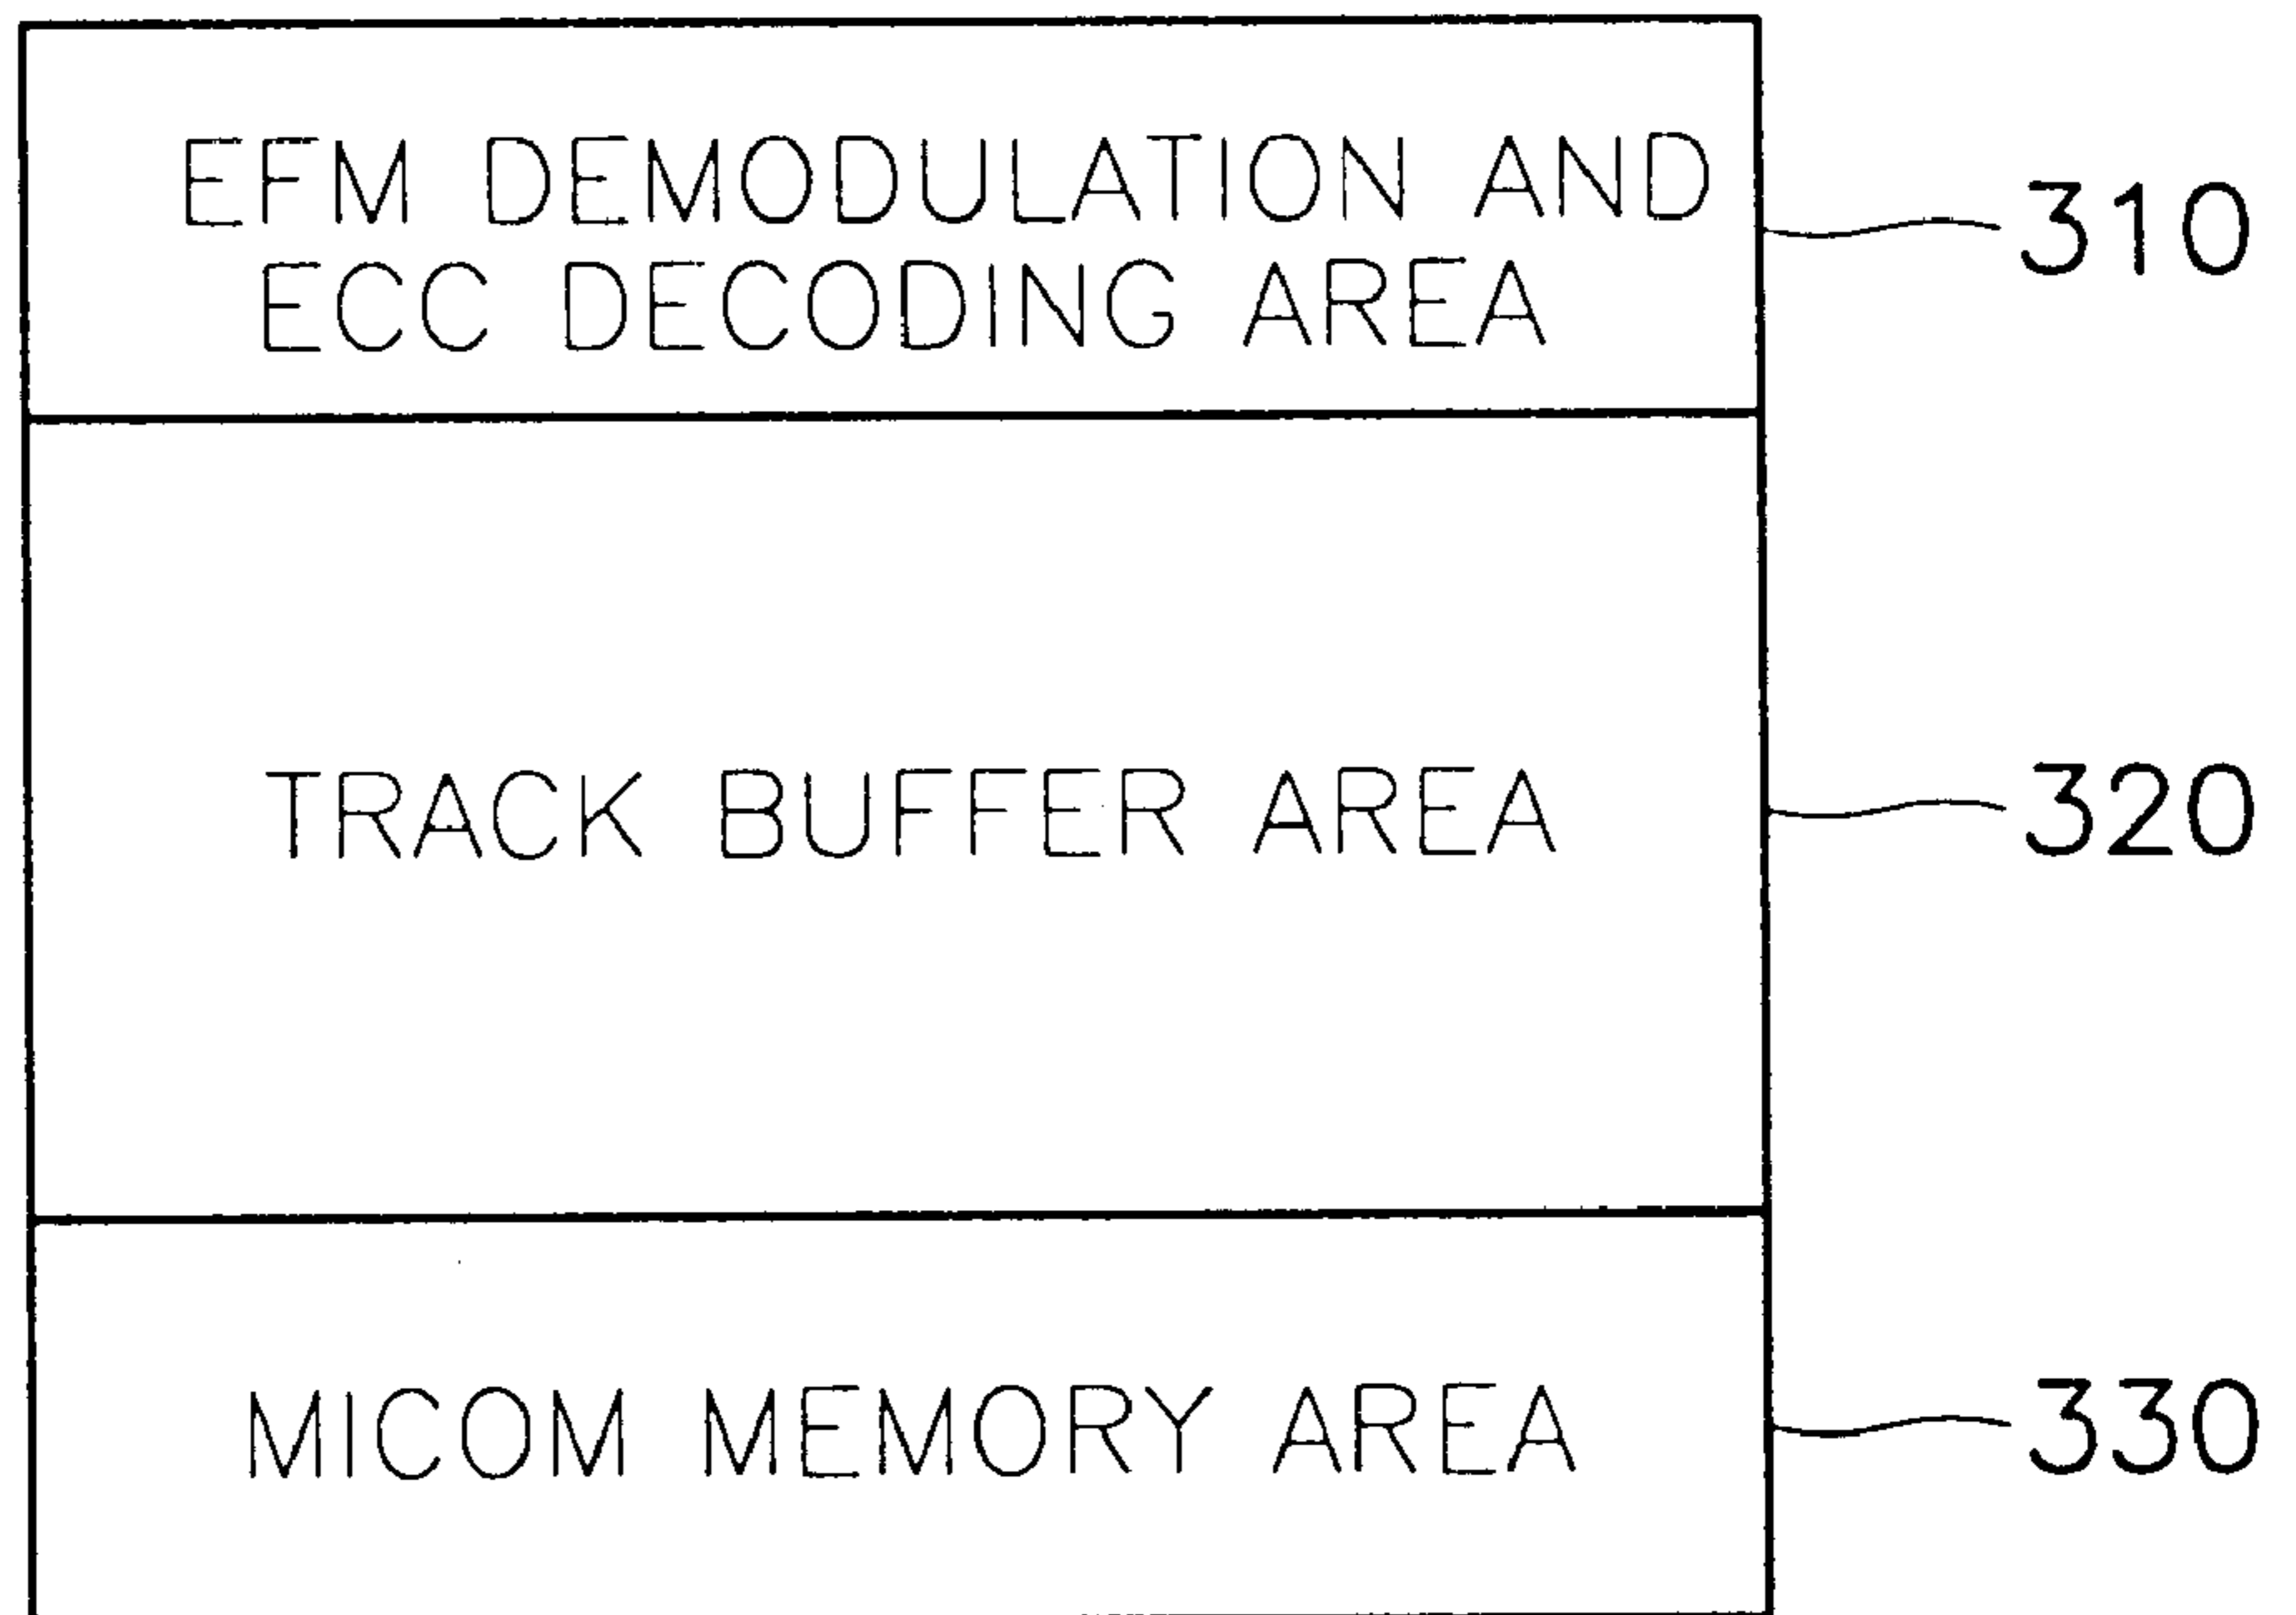 EFM DEMODULATION AND
ECC DECODING AREA
310
TRACK BUFFER AREA
320
MICOM MEMORY AREA
330